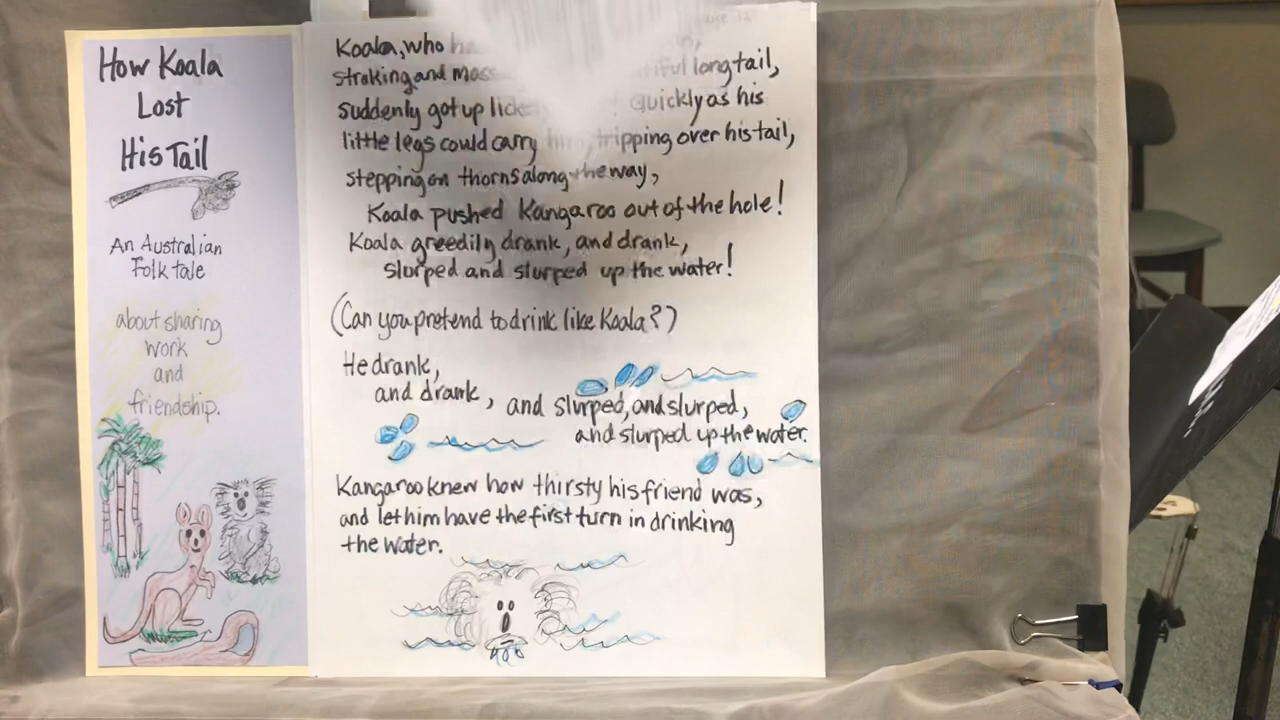 How Koala
Lost
His Tail
An Australian
Folktale
about sharing
work
and
friendship.
Koala, who
stroking and long tail,
suddenly got up quickly as his
little legs could carry him, tripping over his tail,
stepping on thorns along the way,
Koala pushed Kangaroo out of the hole!
Koala greedily drank, and drank,
slurped and slurped up the water!
(Can you pretend to drink like Koala?)
He drank,
and drank, and slurped, and slurped,
and slurped up the water.
Kangaroo knew how thirsty his friend was,
and let him have the first turn in drinking
the water.